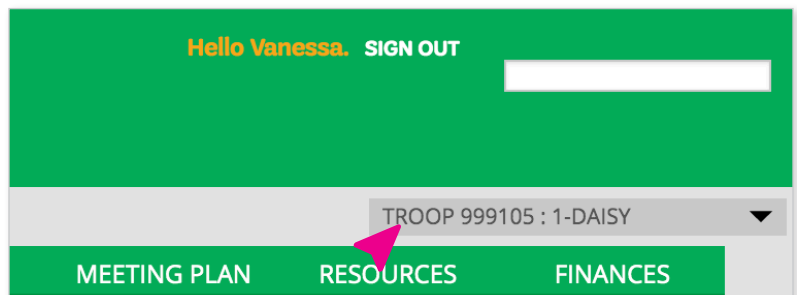 Hello Vanessa. SIGN OUT
TROOP 999105 : 1-DAISY
MEETING PLAN RESOURCES FINANCES